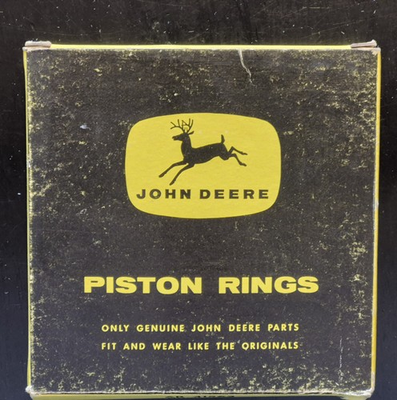 JOHN DEERE
PISTON RINGS
ONLY GENUINE JOHN DEERE PARTS
FIT AND WEAR LIKE THE ORIGINALS